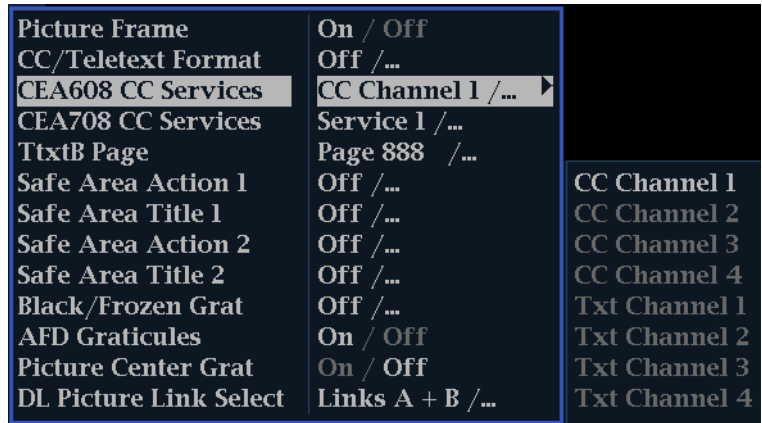 Picture Frame On / Off
CC/Teletext Format Off /...
CEA608 CC Services CC Channel 1 /...
CEA708 CC Services Service 1 /...
TtxtB Page Page 888 /...
Safe Area Action 1 Off /... CC Channel 1
Safe Area Title 1 Off /... CC Channel 2
Safe Area Action 2 Off /... CC Channel 3
Safe Area Title 2 Off /... CC Channel 4
Black/Frozen Grat Off /... Txt Channel 1
AFD Graticules On / Off Txt Channel 2
Picture Center Grat On / Off Txt Channel 3
DL Picture Link Select Links A + B /... Txt Channel 4